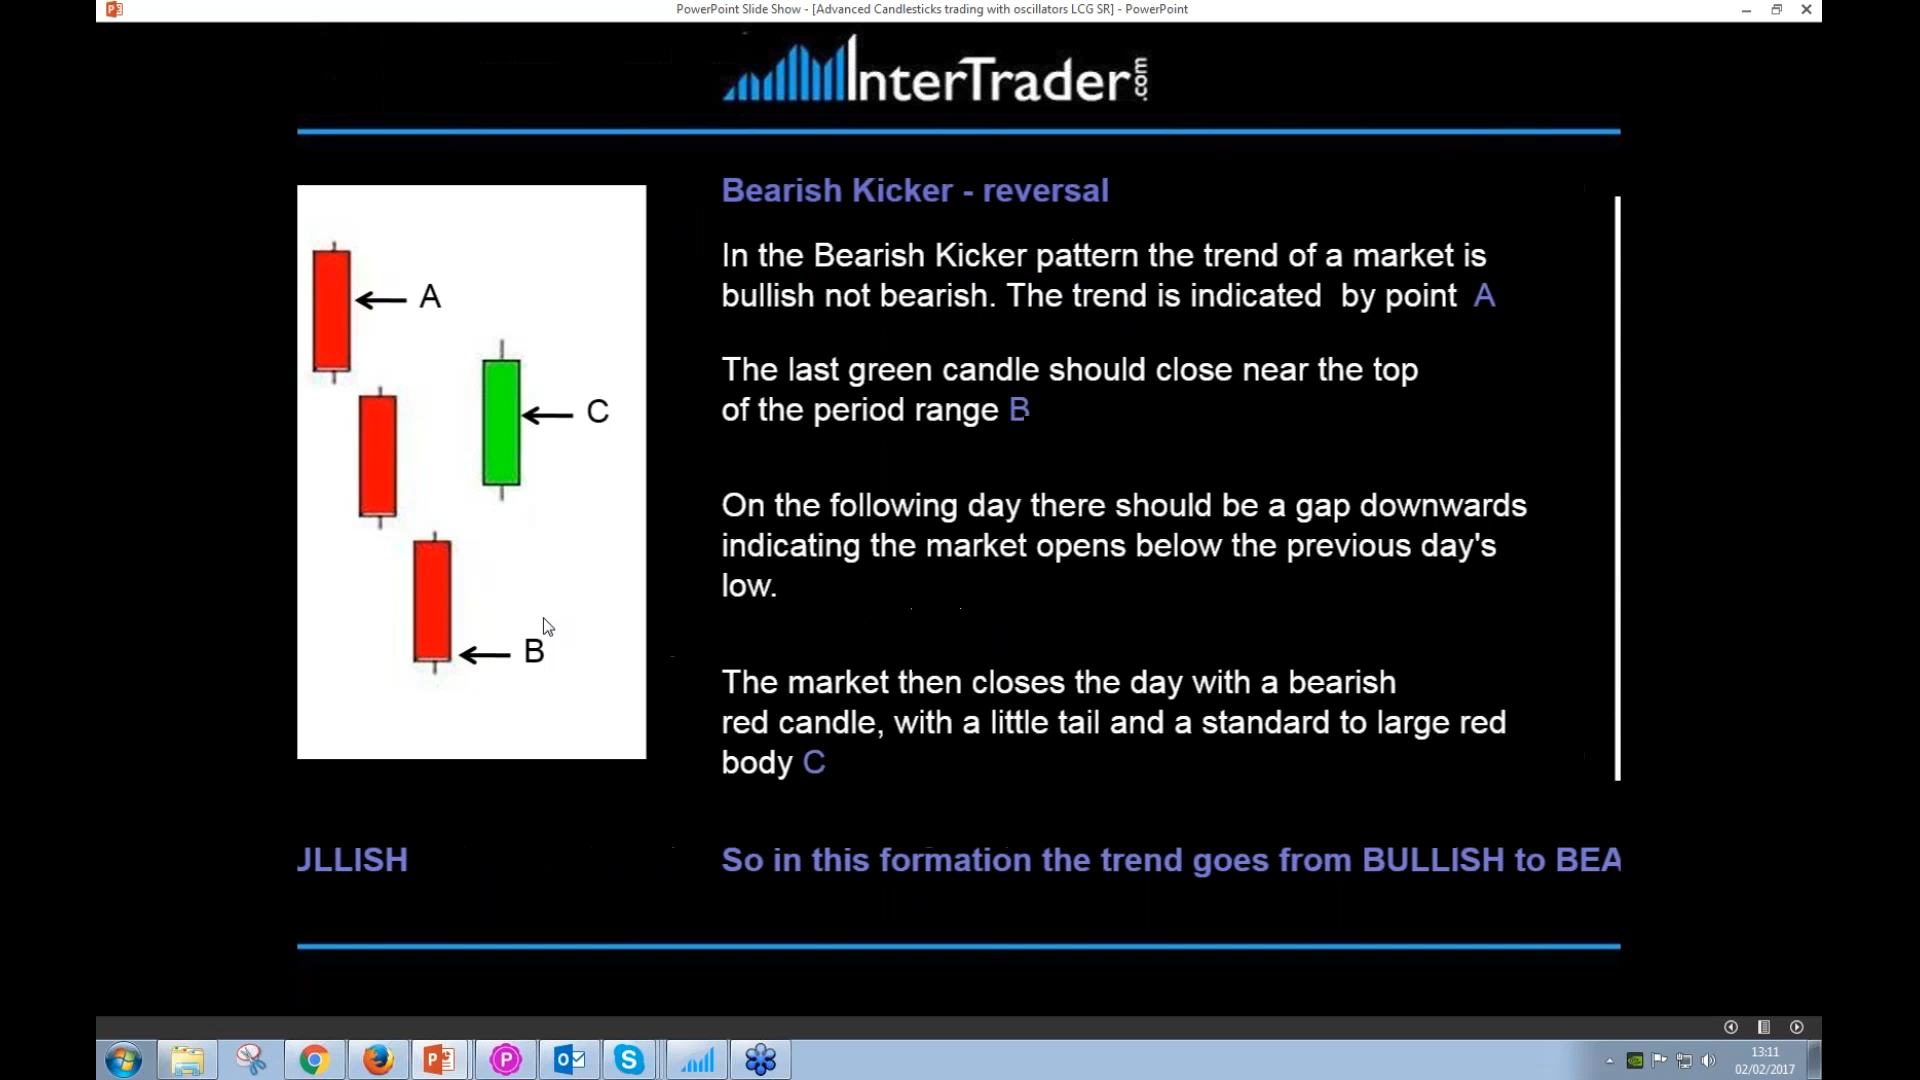 PowerPoint Slide Show - [Advanced Candlesticks trading with oscillators LCG SR] - PowerPoint
InterTrader.com
Bearish Kicker - reversal
In the Bearish Kicker pattern the trend of a market is
bullish not bearish. The trend is indicated by point A
The last green candle should close near the top
of the period range B
On the following day there should be a gap downwards
indicating the market opens below the previous day's
low.
The market then closes the day with a bearish
red candle, with a little tail and a standard to large red
body C
A
C
B
JLLISH
So in this formation the trend goes from BULLISH to BEA
13:11
02/02/2017